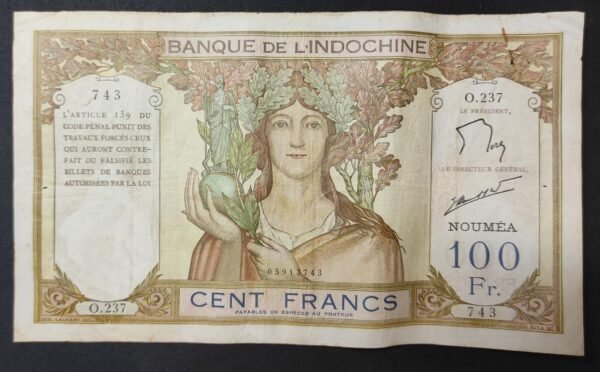 BANQUE DE L'INDOCHINE
743
L'ARTICLE 139 DU
CODE PÉNAL PUNIT DES
TRAVAUX FORCÉS CEUX
QUI AURONT CONTRE-
FAIT OU FALSIFIÉ LES
BILLETS DE BANQUES
AUTORISÉES PAR LA LOI
O.237
O.237
LE PRÉSIDENT,
LE DIRECTEUR GÉNÉRAL,
NOUMÉA
100
Fr.
743
05913743
CENT FRANCS
PAYABLES EN ESPÈCES AU PORTEUR